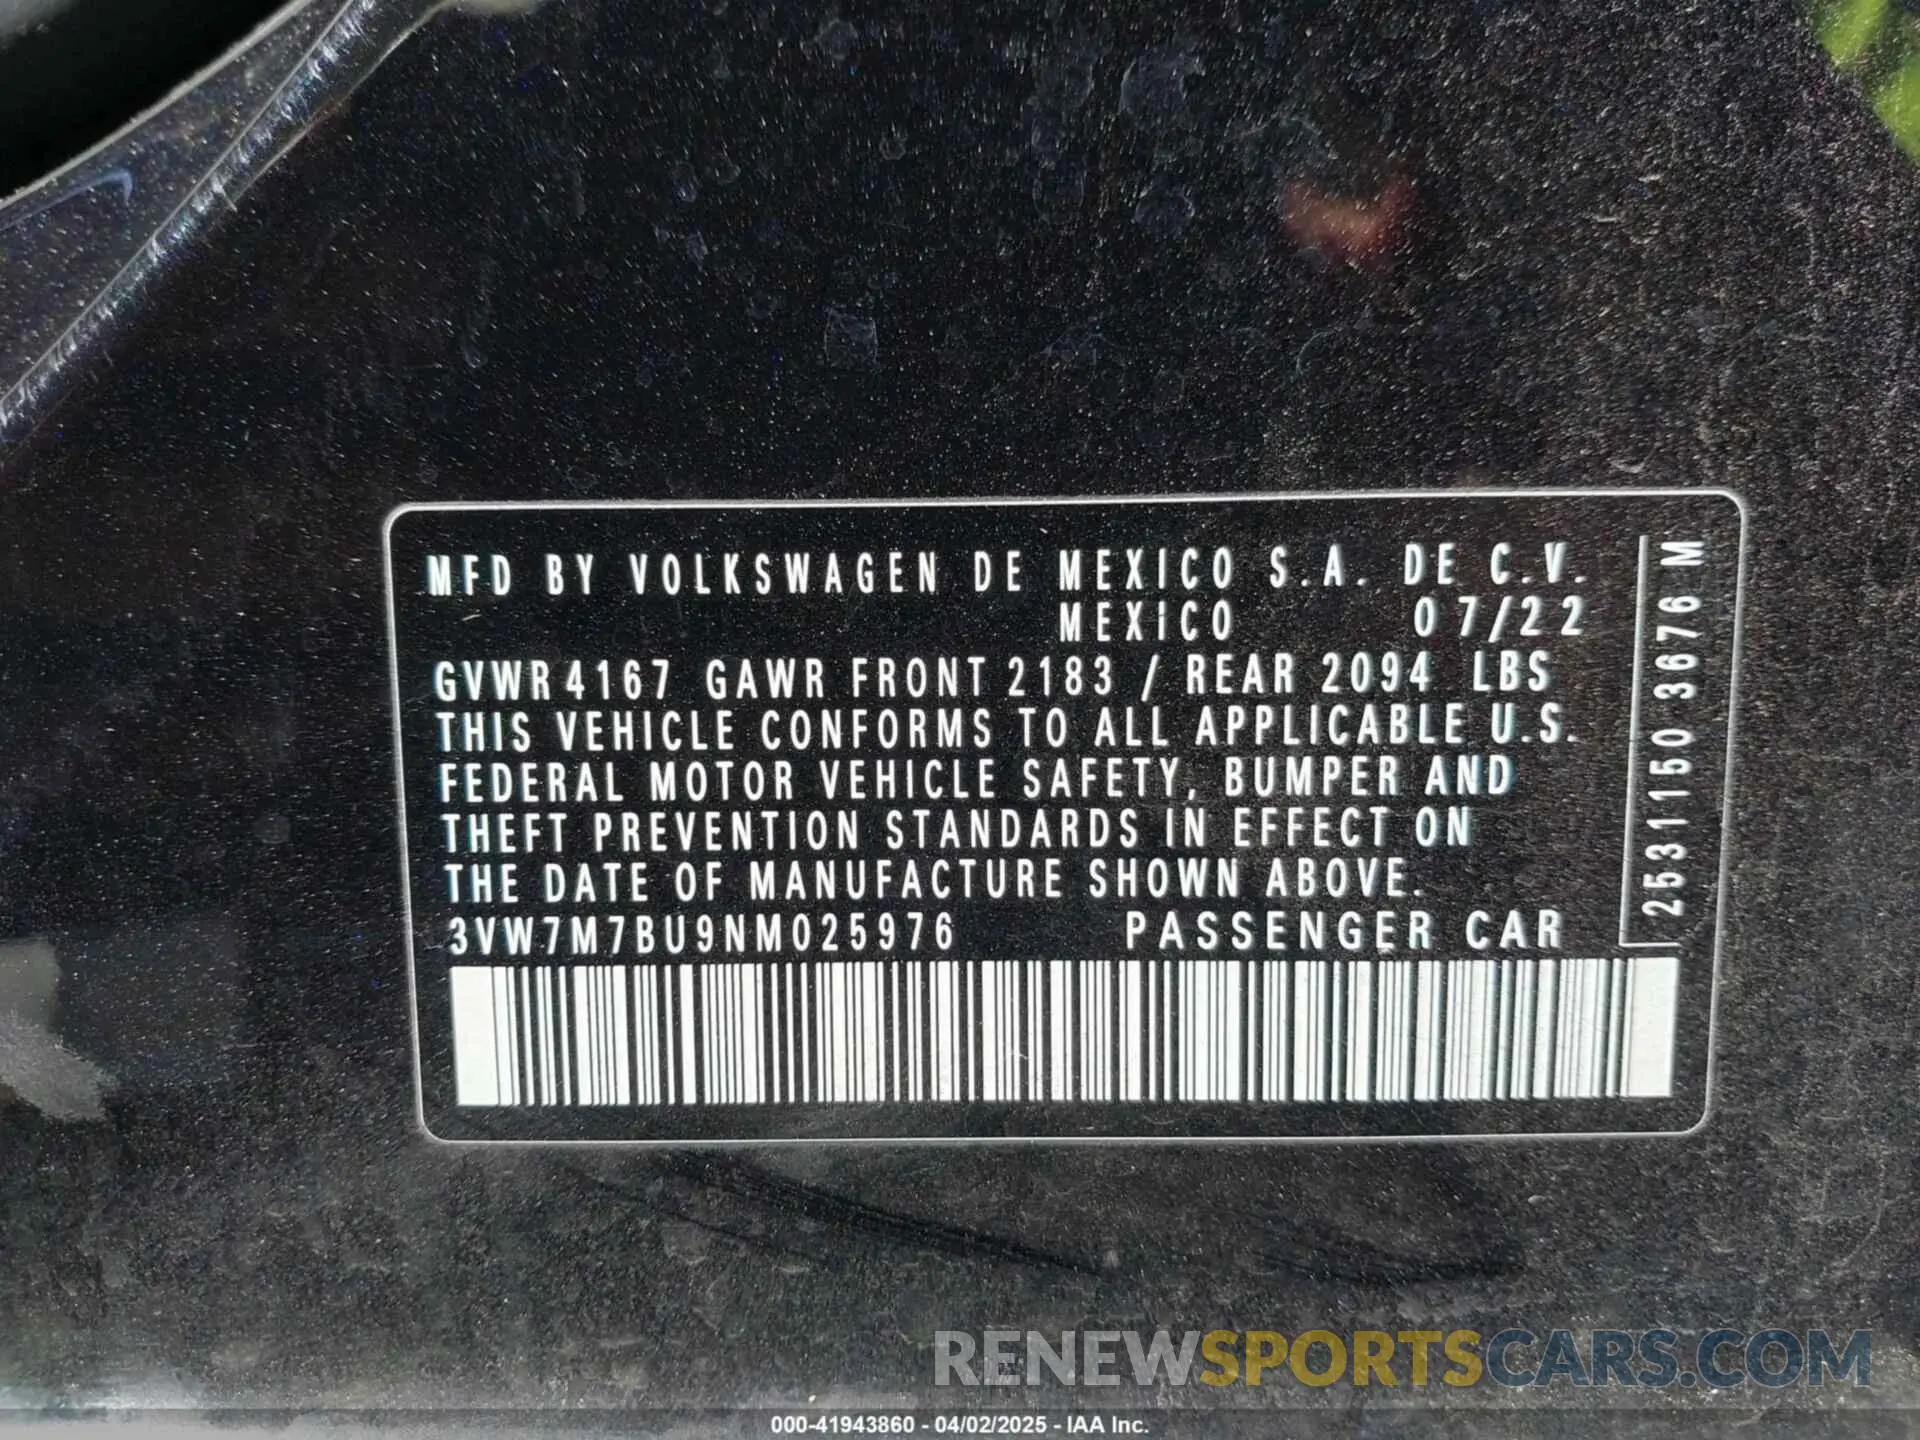 MFD BY VOLKSWAGEN DE MEXICO S.A. DE C.V.
MEXICO 07/22
GVWR 4167 GAWR FRONT 2183 / REAR 2094 LBS
THIS VEHICLE CONFORMS TO ALL APPLICABLE U.S.
FEDERAL MOTOR VEHICLE SAFETY, BUMPER AND
THEFT PREVENTION STANDARDS IN EFFECT ON
THE DATE OF MANUFACTURE SHOWN ABOVE.
3VW7M7BU9NM025976 PASSENGER CAR
2531150 3676 M
RENEWSPORTSCARS.COM
000-41943860 - 04/02/2025 - IAA Inc.